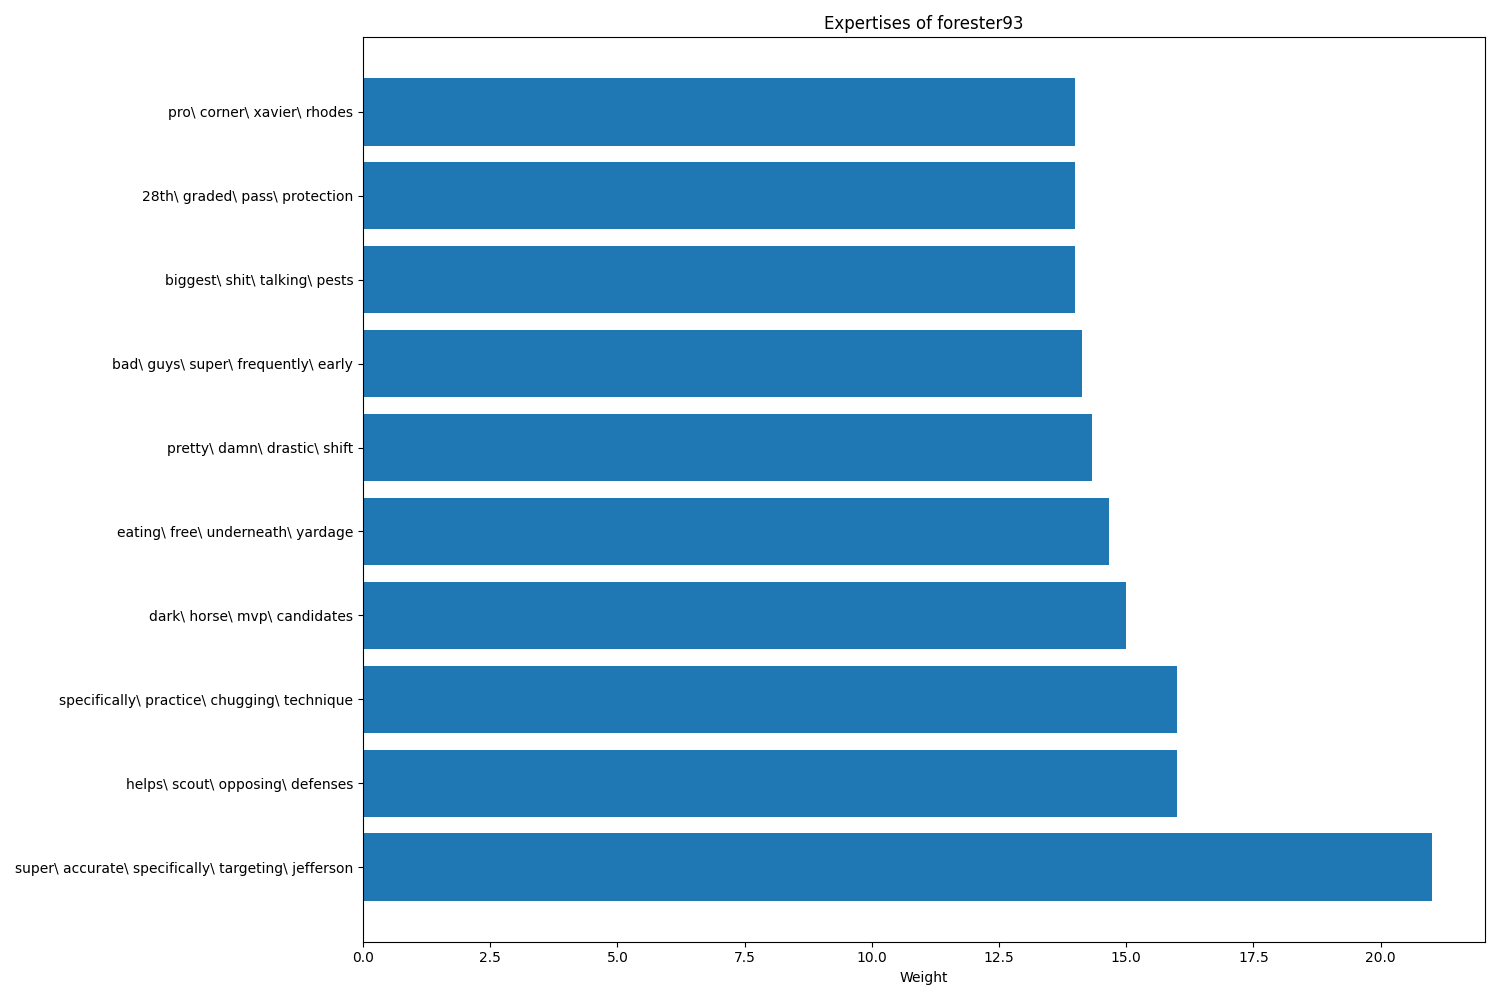 Expertises of forester93
pro\ corner\ xavier\ rhodes
28th\ graded\ pass\ protection
biggest\ shit\ talking\ pests
bad\ guys\ super\ frequently\ early
pretty\ damn\ drastic\ shift
eating\ free\ underneath\ yardage
dark\ horse\ mvp\ candidates
specifically\ practice\ chugging\ technique
helps\ scout\ opposing\ defenses
super\ accurate\ specifically\ targeting\ jefferson
0.0 2.5 5.0 7.5 10.0 12.5 15.0 17.5 20.0
Weight